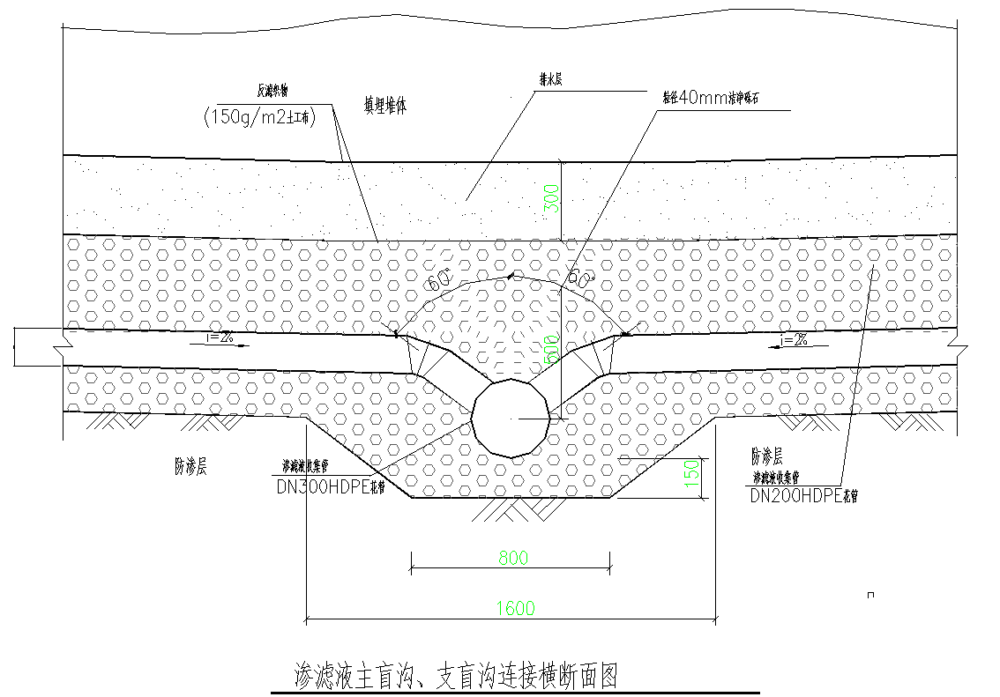 排水层
反滤织物
(150g/m2土工布)
填埋堆体
粒径40mm洁净砾石
300
60°
60°
i=2%
600
i=2%
防渗层
渗滤液收集管
DN300HDPE花管
150
防渗层
渗滤液收集管
DN200HDPE花管
800
1600
渗滤液主盲沟、支盲沟连接横断面图